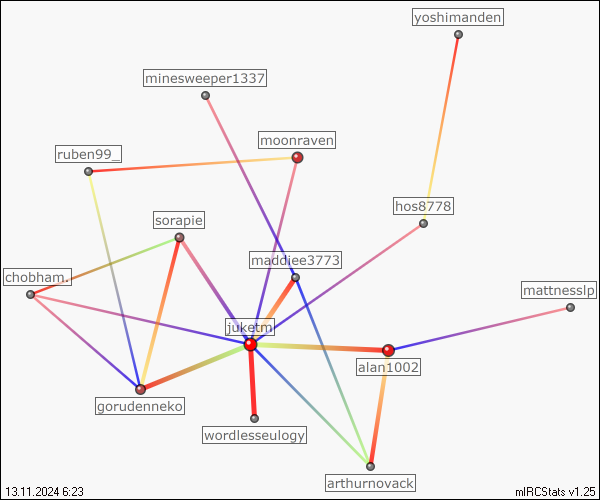 yoshimanden
minesweeper1337
moonraven
ruben99_
hos8778
sorapie
maddiee3773
chobham.
mattnesslp
juketm
alan1002
gorudenneko
wordlesseulogy
arthurnovack
13.11.2024 6:23
mIRCStats v1.25